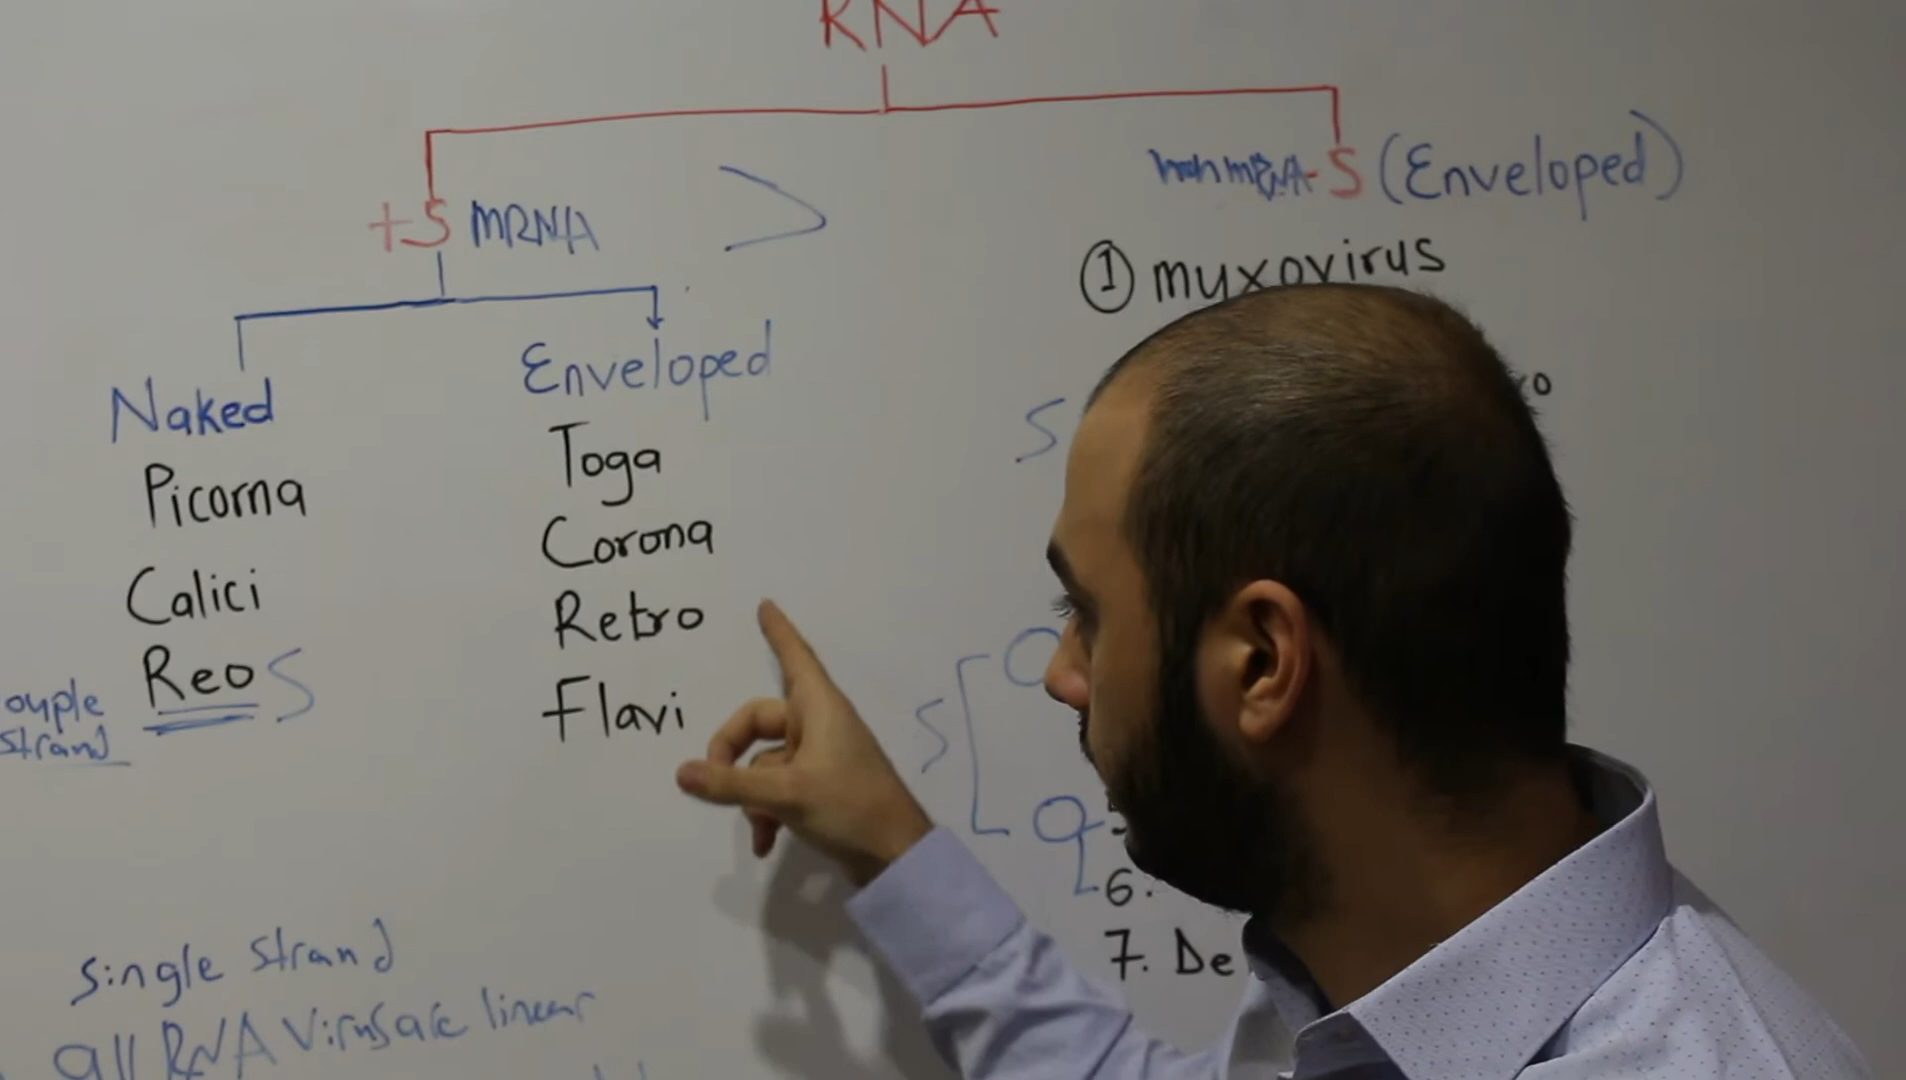 RNA
+S mRNA
-S (Enveloped)
Naked
Picorna
Calici
Reo S
strand
Enveloped
Toga
Corona
Retro
Flavi
① myxovirus
S
S
6.
7. De
single strand
all RNA Virus are linear